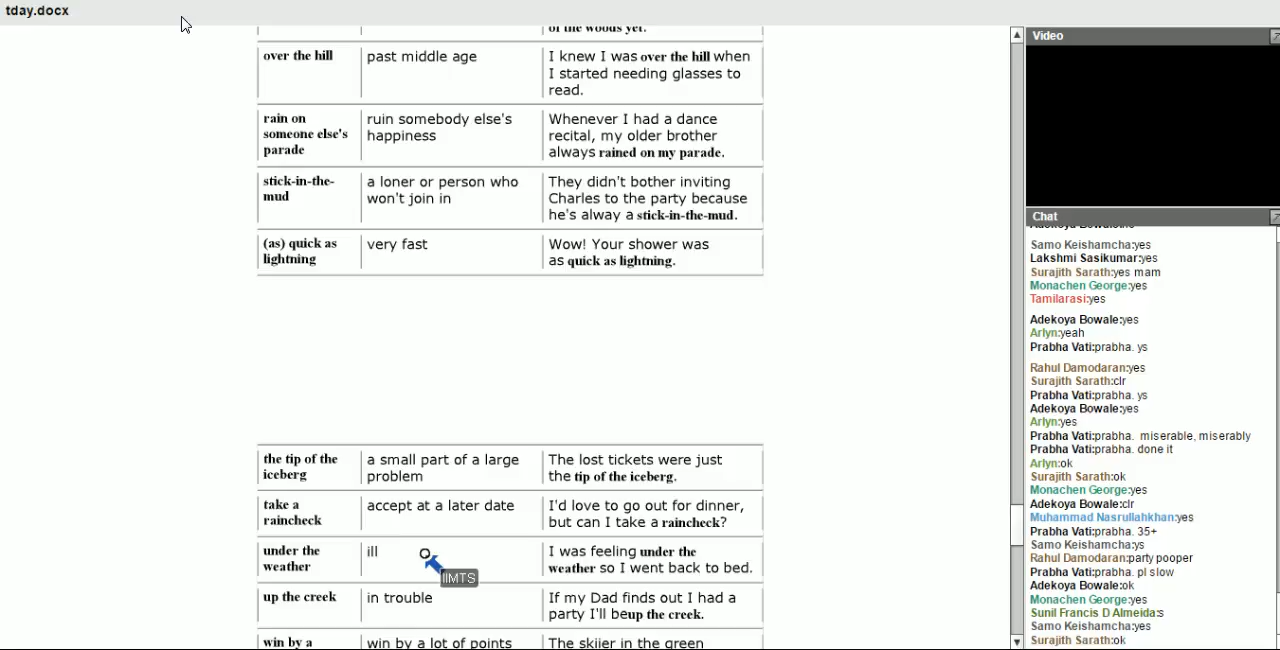 tday.docx
of the woods yet.
over the hill
past middle age
I knew I was over the hill when
I started needing glasses to
read.
rain on
someone else's
parade
ruin somebody else's
happiness
Whenever I had a dance
recital, my older brother
always rained on my parade.
stick-in-the-
mud
a loner or person who
won't join in
They didn't bother inviting
Charles to the party because
he's alway a stick-in-the-mud.
(as) quick as
lightning
very fast
Wow! Your shower was
as quick as lightning.
the tip of the
iceberg
a small part of a large
problem
The lost tickets were just
the tip of the iceberg.
take a
raincheck
accept at a later date
I'd love to go out for dinner,
but can I take a raincheck?
under the
weather
ill
IIMTS
I was feeling under the
weather so I went back to bed.
up the creek
in trouble
If my Dad finds out I had a
party I'll beup the creek.
win by a
win by a lot of points
The skiier in the green
Video
Chat
Samo Keishamcha:yes
Lakshmi Sasikumar:yes
Surajith Sarath:yes mam
Monachen George:yes
Tamilarasi:yes
Adekoya Bowale:yes
Arlyn:yeah
Prabha Vati:prabha. ys
Rahul Damodaran:yes
Surajith Sarath:clr
Prabha Vati:prabha. ys
Adekoya Bowale:yes
Arlyn:yes
Prabha Vati:prabha.  miserable, miserably
Prabha Vati:prabha. done it
Arlyn:ok
Surajith Sarath:ok
Monachen George:yes
Adekoya Bowale:clr
Muhammad Nasrullahkhan:yes
Prabha Vati:prabha. 35+
Samo Keishamcha:ys
Rahul Damodaran:party pooper
Prabha Vati:prabha. pl slow
Adekoya Bowale:ok
Monachen George:yes
Sunil Francis D Almeida:s
Samo Keishamcha:yes
Surajith Sarath:ok